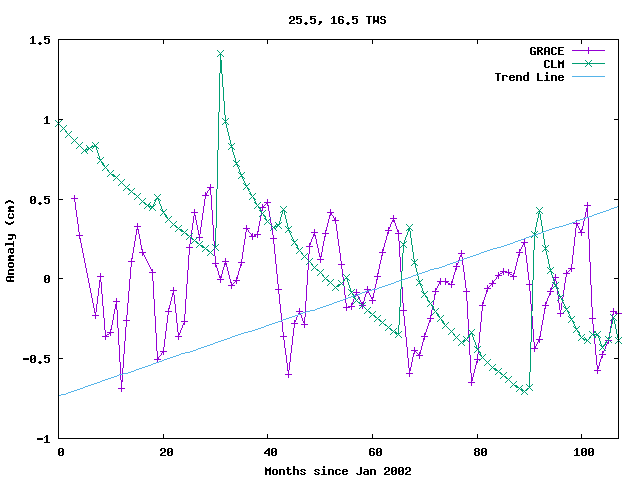 25.5, 16.5 TWS
GRACE
CLM
Trend Line
Anomaly (cm)
1.5
1
0.5
0
-0.5
-1
0 20 40 60 80 100
Months since Jan 2002